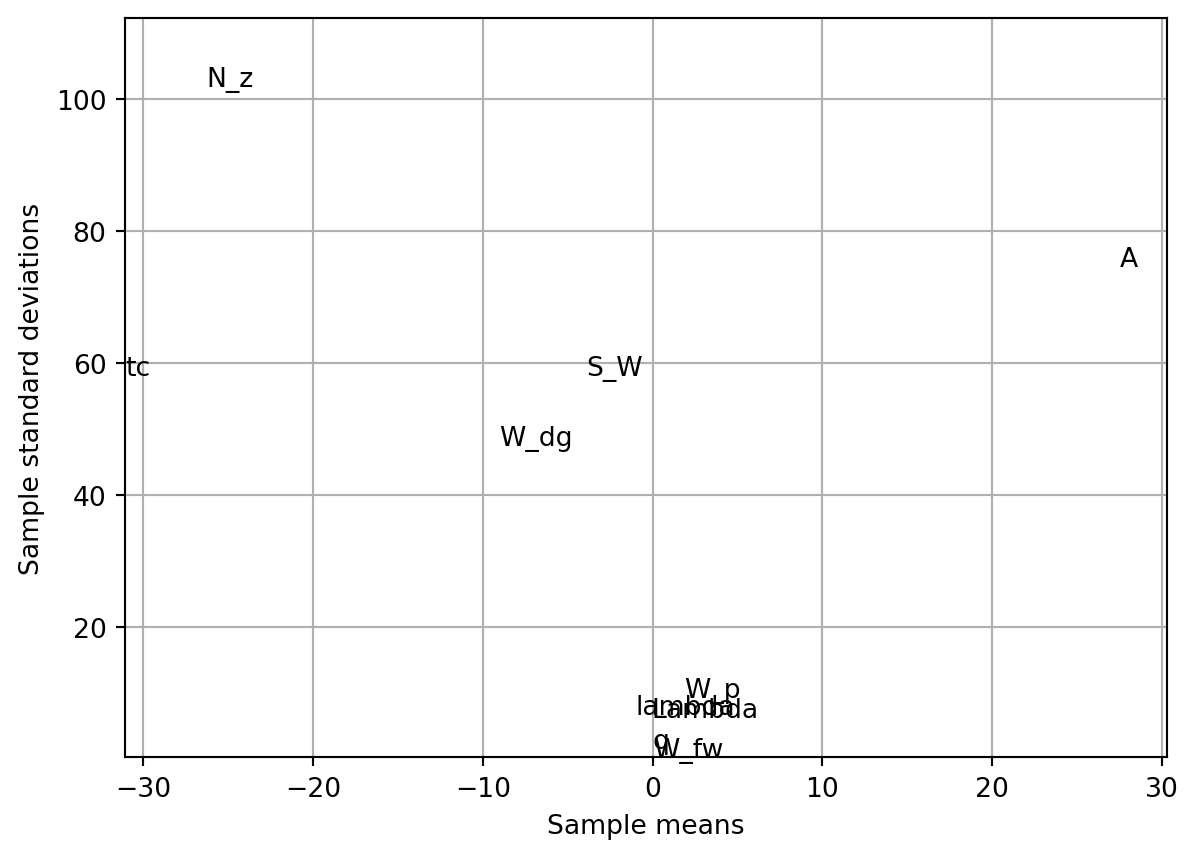 N_z
100
80
A
60
tc
S_W
W_dg
40
20
W_p
lambda
Lambda
q
W_fw
−30
−20
−10
0
10
20
30
Sample means
Sample standard deviations